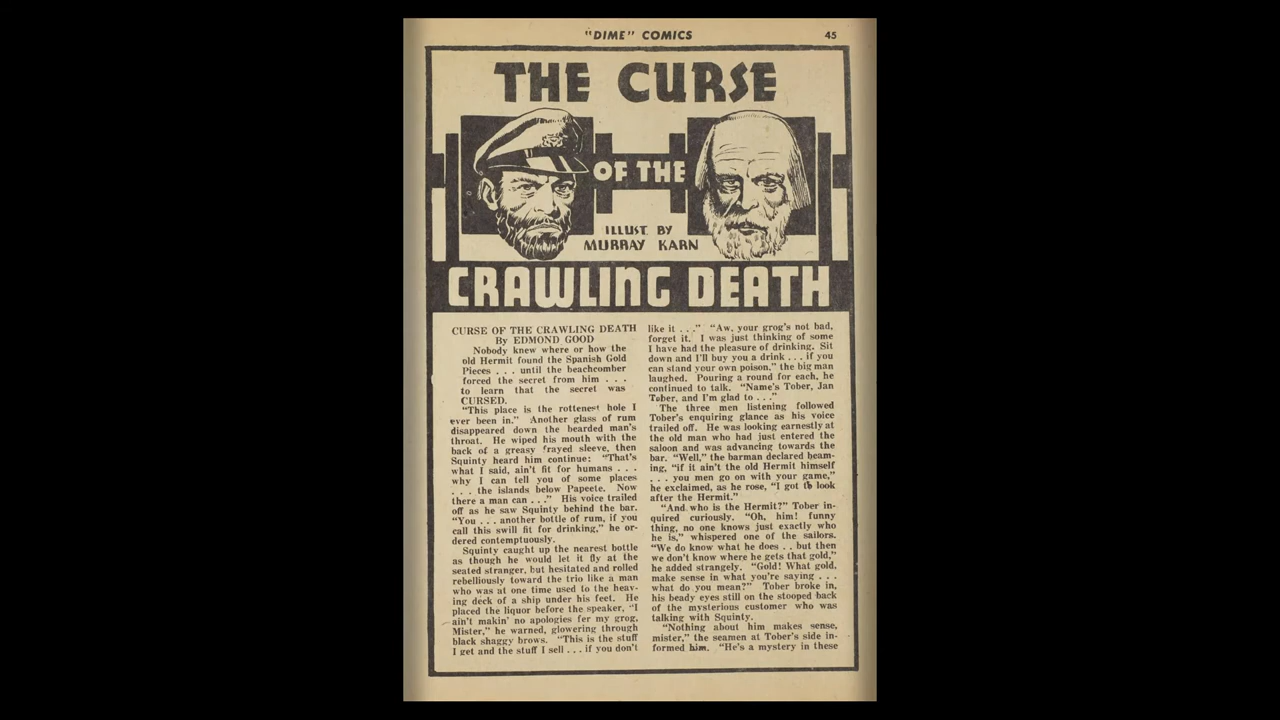 "DIME" COMICS
45
THE CURSE
OF THE
ILLUST. BY
MURRAY KARN
CRAWLING DEATH
CURSE OF THE CRAWLING DEATH
By EDMOND GOOD
Nobody knew where or how the
old Hermit found the Spanish Gold
Pieces . . . until the beachcomber
forced the secret from him . . .
to learn that the secret was
CURSED.
"This place is the rottenest hole I
ever been in." Another glass of rum
disappeared down the bearded man's
throat. He wiped his mouth with the
back of a greasy frayed sleeve, then
Squinty heard him continue: "That's
what I said, ain't fit for humans . . .
why I can tell you of some places
. . . the islands below Papeete. Now
there a man can . . ." His voice trailed
off as he saw Squinty behind the bar.
"You . . . another bottle of rum, if you
call this swill fit for drinking," he or-
dered contemptuously.
Squinty caught up the nearest bottle
as though he would let it fly at the
seated stranger, but hesitated and rolled
rebelliously toward the trio like a man
who was at one time used to the heav-
ing deck of a ship under his feet. He
placed the liquor before the speaker, "I
ain't makin' no apologies fer my grog,
Mister," he warned, glowering through
black shaggy brows. "This is the stuff
I get and the stuff I sell . . . if you don't
like it . . ." "Aw, your grog's not bad,
forget it. I was just thinking of some
I have had the pleasure of drinking. Sit
down and I'll buy you a drink . . . if you
can stand your own poison," the big man
laughed. Pouring a round for each, he
continued to talk. "Name's Tober, Jan
Tober, and I'm glad to . . ."
The three men listening followed
Tober's enquiring glance as his voice
trailed off. He was looking earnestly at
the old man who had just entered the
saloon and was advancing towards the
bar. "Well," the barman declared beam-
ing, "if it ain't the old Hermit himself
. . . you men go on with your game,"
he exclaimed, as he rose, "I got to look
after the Hermit."
"And who is the Hermit?" Tober in-
quired curiously. "Oh, him! funny
thing, no one knows just exactly who
he is," whispered one of the sailors.
"We do know what he does . . but then
we don't know where he gets that gold,"
he added strangely. "Gold! What gold,
make sense in what you're saying . . .
what do you mean?" Tober broke in,
his beady eyes still on the stooped back
of the mysterious customer who was
talking with Squinty.
"Nothing about him makes sense,
mister," the seamen at Tober's side in-
formed him. "He's a mystery in these